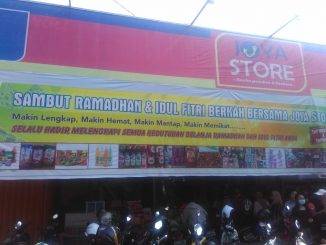 JOYA
STORE
SAMBUT RAMADHAN & IDUL FITRI BERKAH BERSAMA JOYA STO
Makin Lengkap, Makin Hemat, Makin Mantap, Makin Memikat........
SELALU HADIR, MELENGKAPI SEMUA KEBUTUHAN BELANJA RAMADHAN DAN IDUL FITRI ANDA